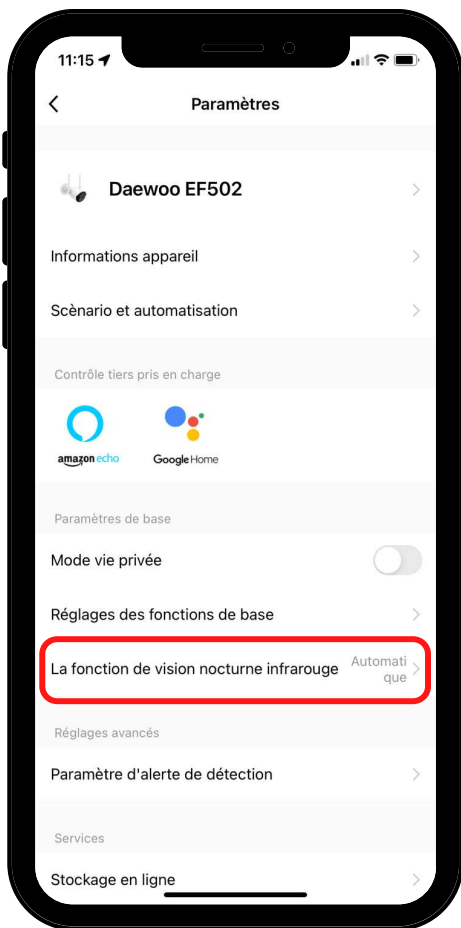 11:15
Paramètres
Daewoo EF502
Informations appareil
Scènario et automatisation
Contrôle tiers pris en charge
amazon echo
Google Home
Paramètres de base
Mode vie privée
Réglages des fonctions de base
La fonction de vision nocturne infrarouge
Automati
que
Réglages avancés
Paramètre d'alerte de détection
Services
Stockage en ligne